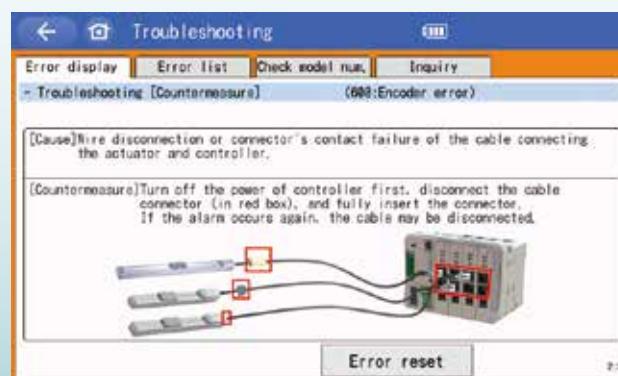 Troubleshooting
Error display Error list Check model num. Inquiry
- Troubleshooting [Countermeasure] (608:Encoder error)
[Cause]Wire disconnection or connector's contact failure of the cable connecting
the actuator and controller.
[Countermeasure]Turn off the power of controller first, disconnect the cable
connector (in red box), and fully insert the connector.
If the alarm occurs again, the cable may be disconnected.
Error reset